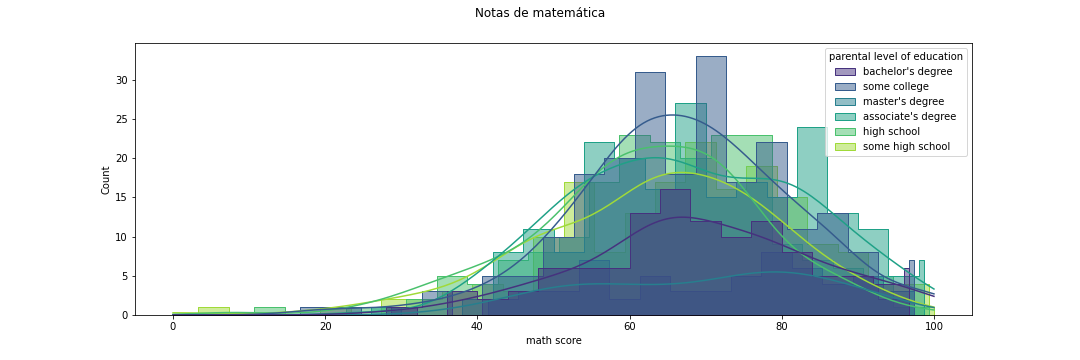 Notas de matemática
parental level of education
bachelor's degree
some college
master's degree
associate's degree
high school
some high school
Count
30
25
20
15
10
5
0
0 20 40 60 80 100
math score